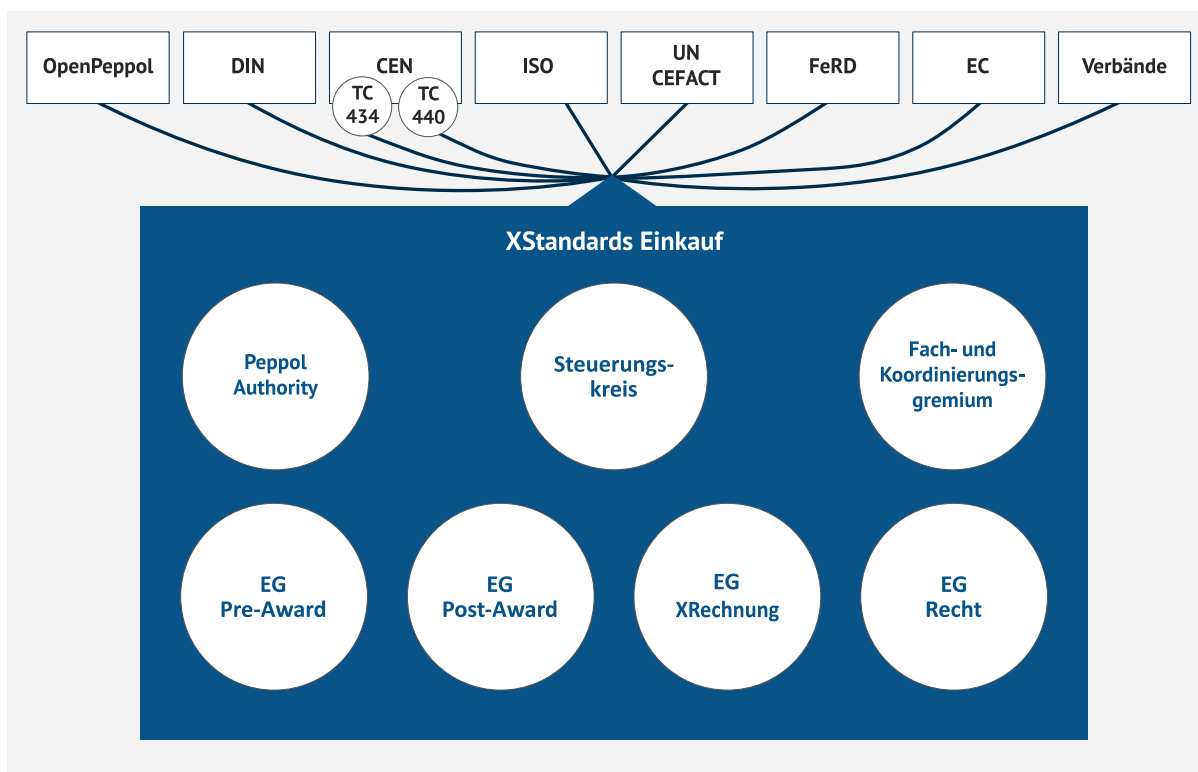 OpenPeppol
DIN
CEN
TC
434
TC
440
ISO
UN
CEFACT
FeRD
EC
Verbände
XStandards Einkauf
Peppol
Authority
Steuerungs-
kreis
Fach- und
Koordinierungs-
gremium
EG
Pre-Award
EG
Post-Award
EG
XRechnung
EG
Recht